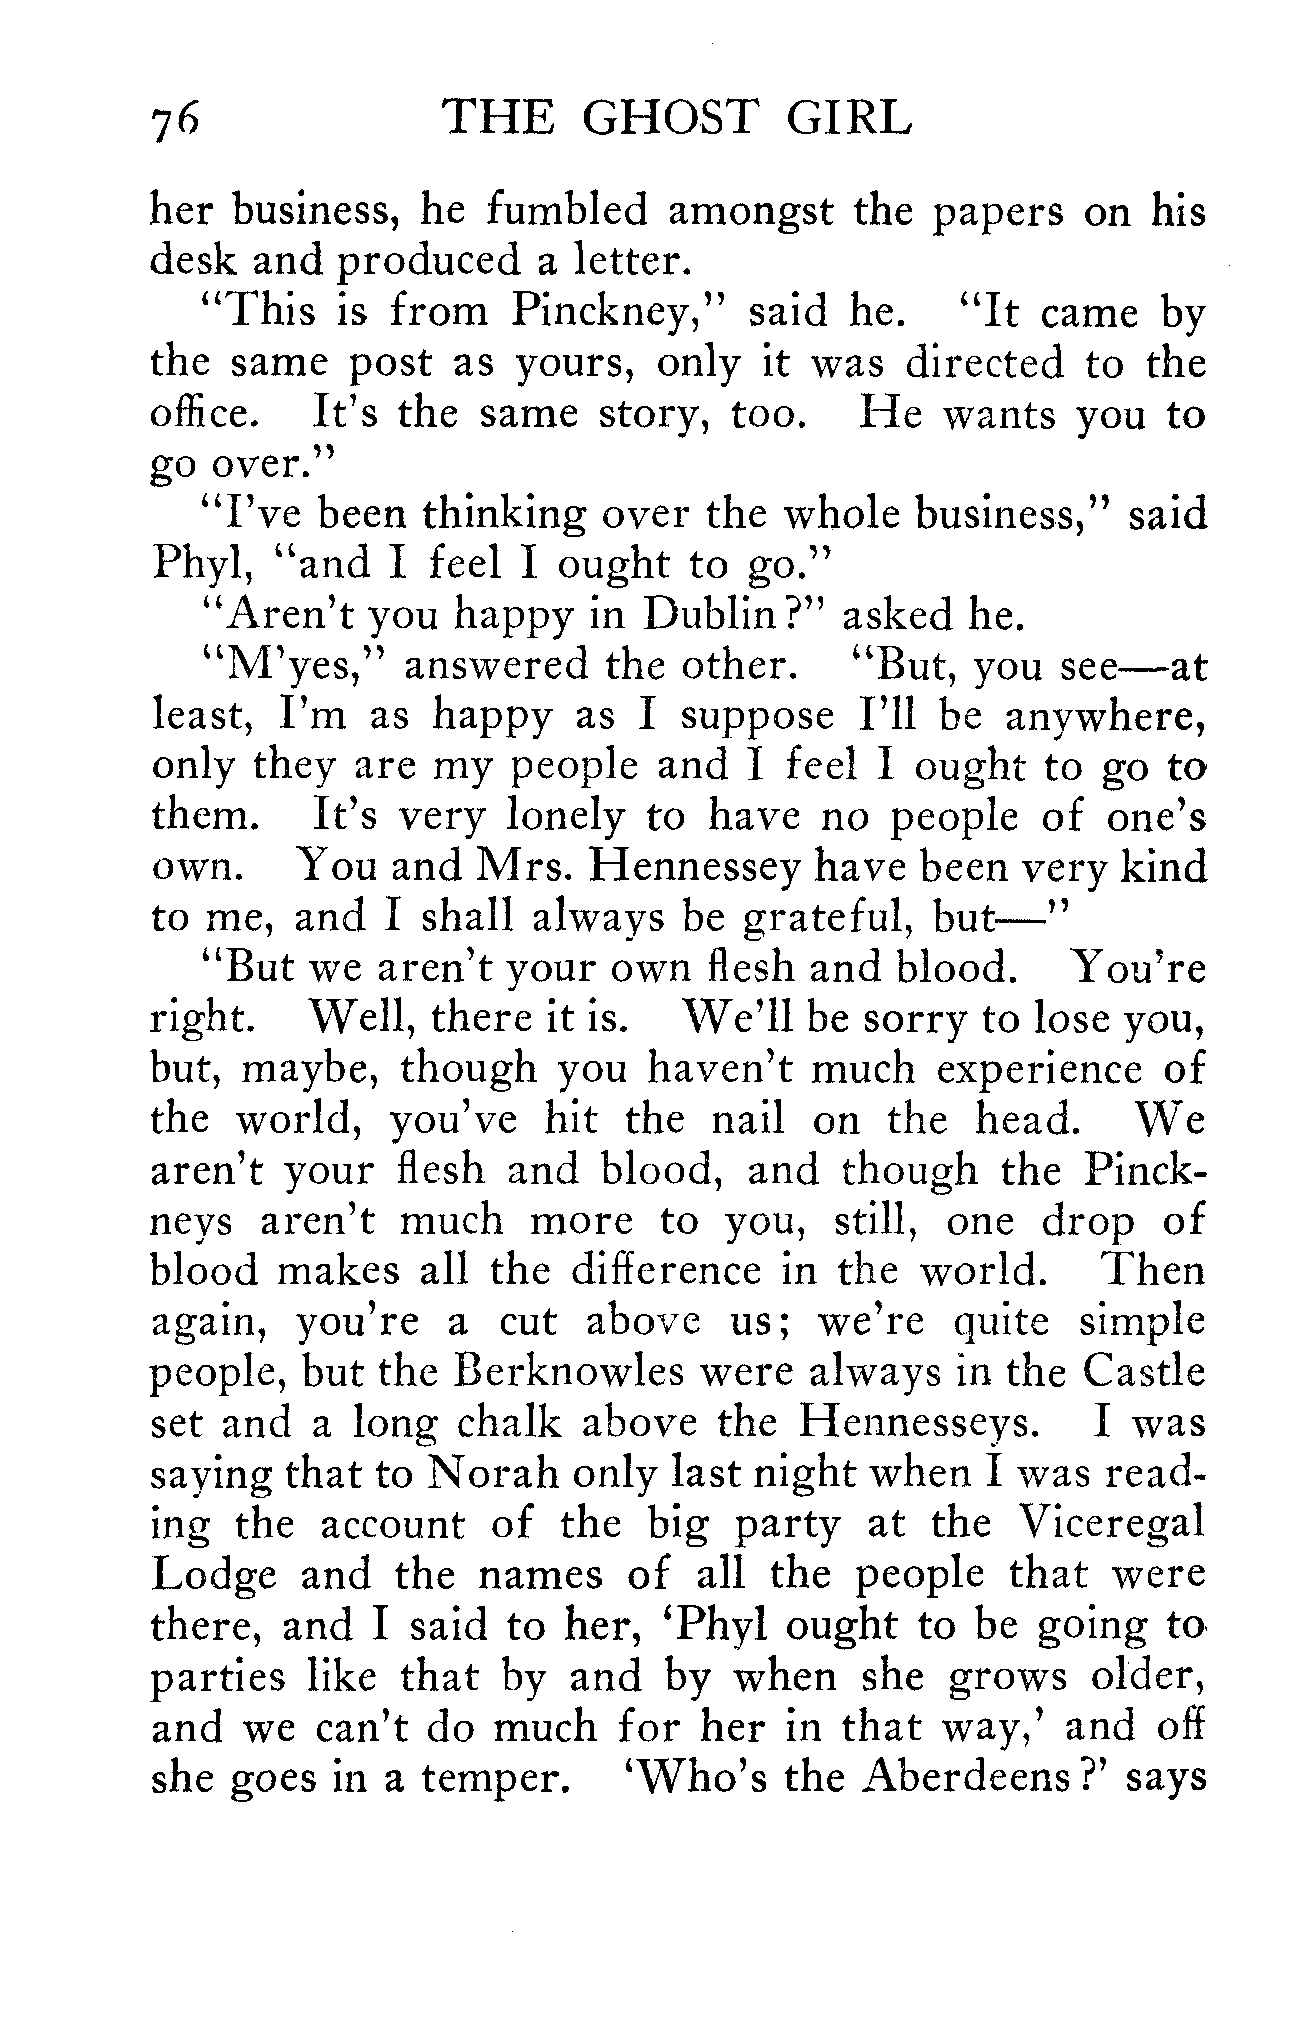 76 THE GHOST GIRL
her business, he fumbled amongst the papers on his
desk and produced a letter.
"This is from Pinckney," said he. "It came by
the same post as yours, only it was directed to the
office. It's the same story, too. He wants you to
go over."
"I've been thinking over the whole business," said
Phyl, "and I feel I ought to go."
"Aren't you happy in Dublin?" asked he.
"M'yes," answered the other. "But, you see—at
least, I'm as happy as I suppose I'll be anywhere,
only they are my people and I feel I ought to go to
them. It's very lonely to have no people of one's
own. You and Mrs. Hennessey have been very kind
to me, and I shall always be grateful, but—"
"But we aren't your own flesh and blood. You're
right. Well, there it is. We'll be sorry to lose you,
but, maybe, though you haven't much experience of
the world, you've hit the nail on the head. We
aren't your flesh and blood, and though the Pinck-
neys aren't much more to you, still, one drop of
blood makes all the difference in the world. Then
again, you're a cut above us; we're quite simple
people, but the Berknowles were always in the Castle
set and a long chalk above the Hennesseys. I was
saying that to Norah only last night when I was read-
ing the account of the big party at the Viceregal
Lodge and the names of all the people that were
there, and I said to her, 'Phyl ought to be going to
parties like that by and by when she grows older,
and we can't do much for her in that way,' and off
she goes in a temper. 'Who's the Aberdeens?' says